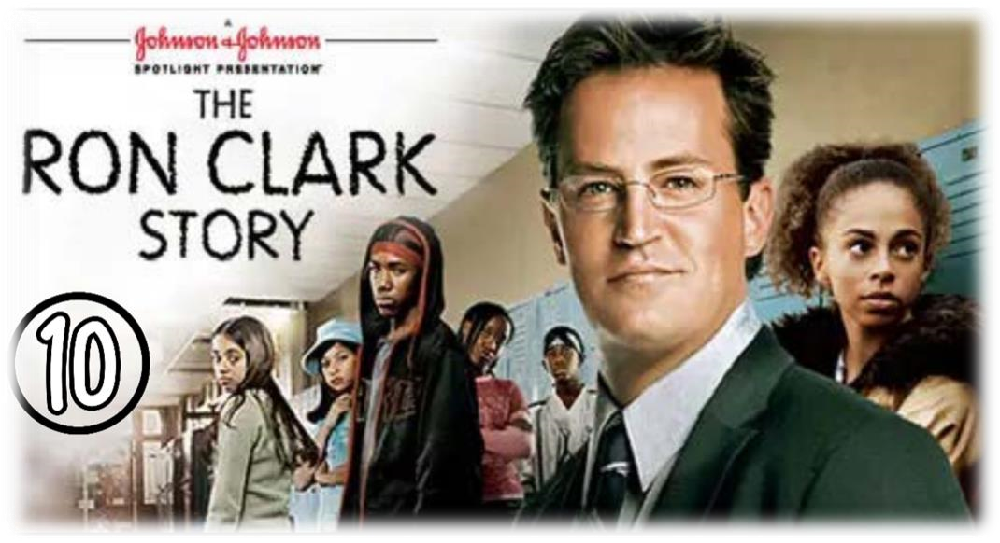 A
Johnson & Johnson
SPOTLIGHT PRESENTATION
THE
RON CLARK
STORY
10